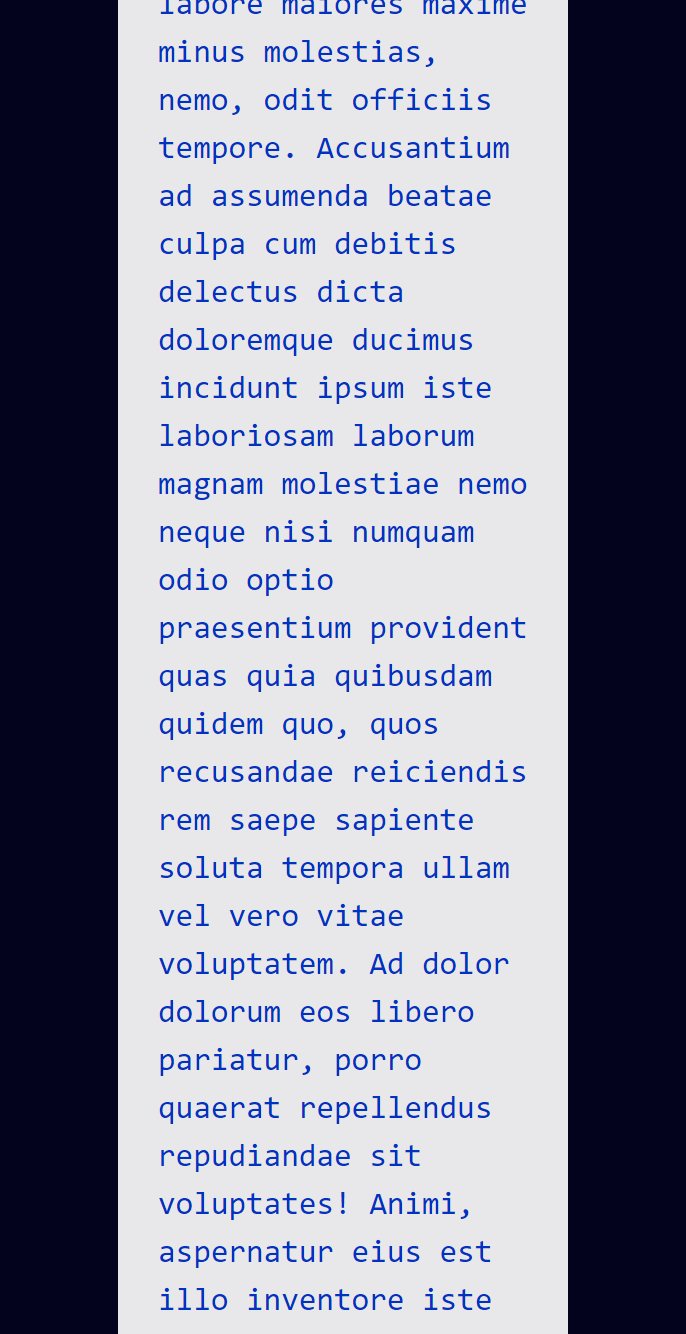 labore maiores maxime
minus molestias,
nemo, odit officiis
tempore. Accusantium
ad assumenda beatae
culpa cum debitis
delectus dicta
doloremque ducimus
incidunt ipsum iste
laboriosam laborum
magnam molestiae nemo
neque nisi numquam
odio optio
praesentium provident
quas quia quibusdam
quidem quo, quos
recusandae reiciendis
rem saepe sapiente
soluta tempora ullam
vel vero vitae
voluptatem. Ad dolor
dolorum eos libero
pariatur, porro
quaerat repellendus
repudiandae sit
voluptates! Animi,
aspernatur eius est
illo inventore iste